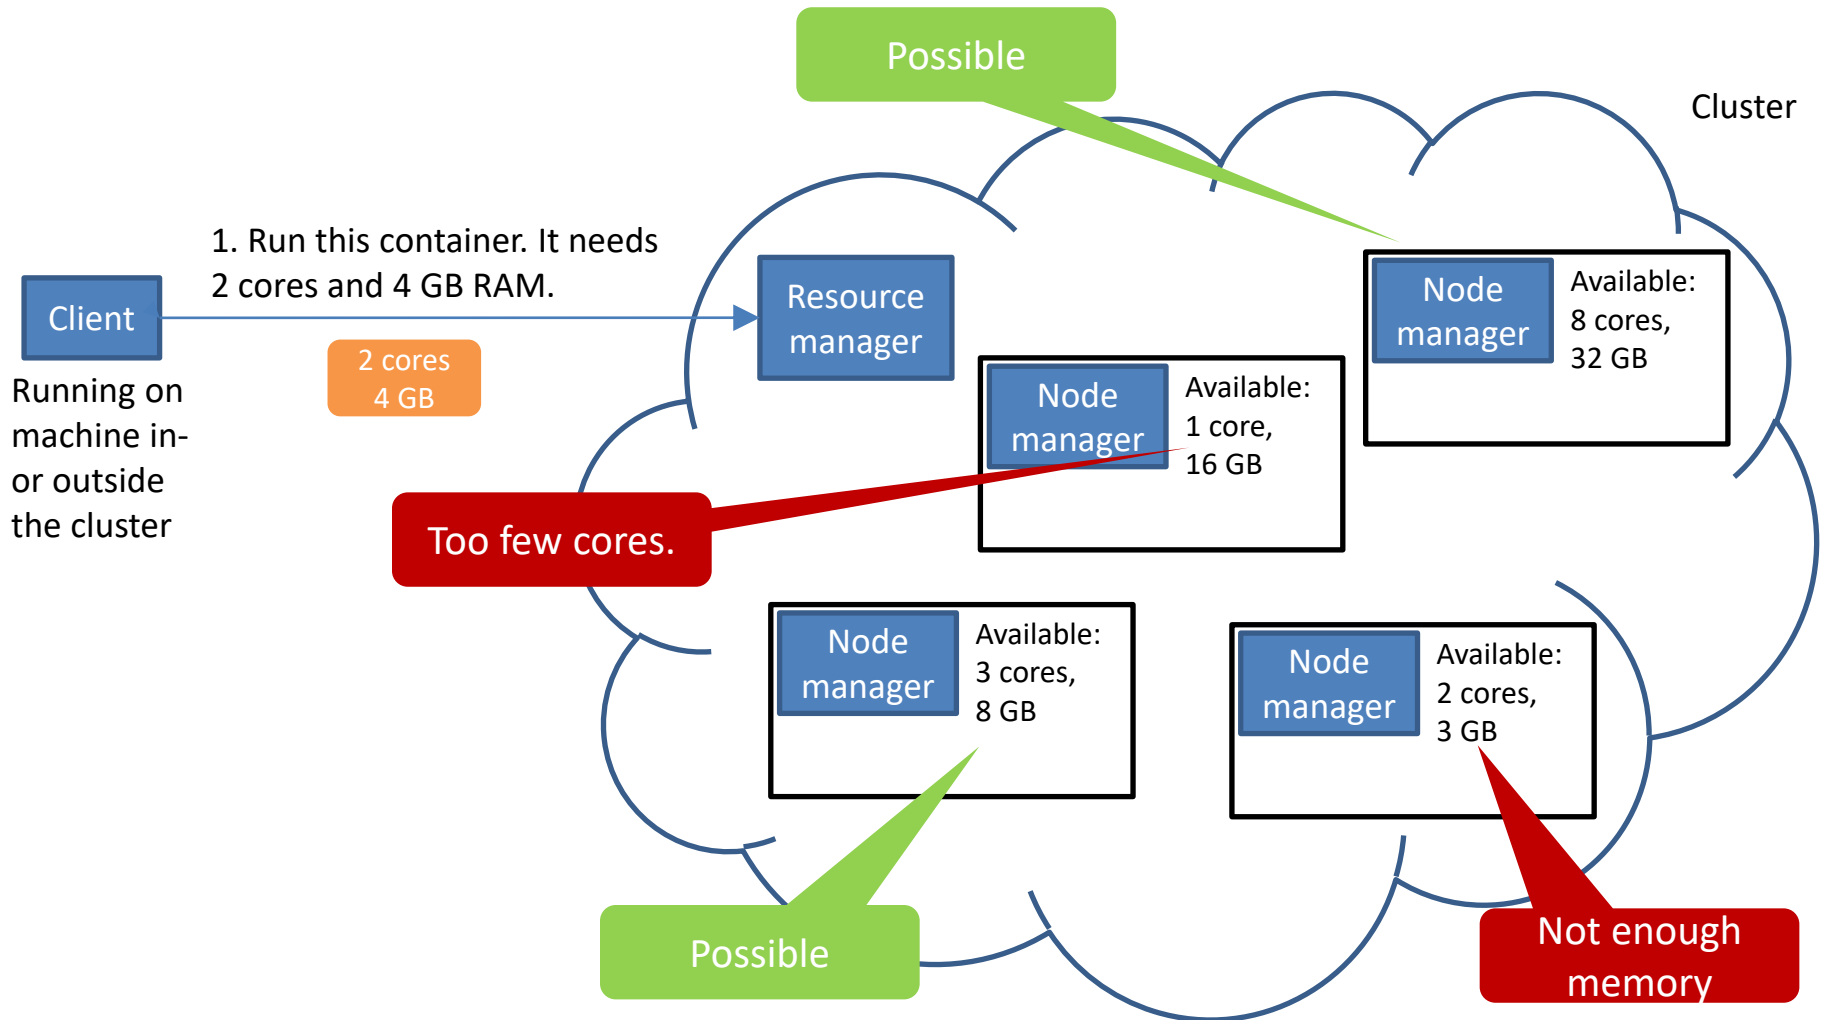 Possible
Cluster
1. Run this container. It needs
2 cores and 4 GB RAM.
Client
Resource
manager
Node
manager
Available:
8 cores,
32 GB
2 cores
4 GB
Running on
machine in-
or outside
the cluster
Node
manager
Available:
1 core,
16 GB
Too few cores.
Node
manager
Available:
3 cores,
8 GB
Node
manager
Available:
2 cores,
3 GB
Possible
Not enough
memory